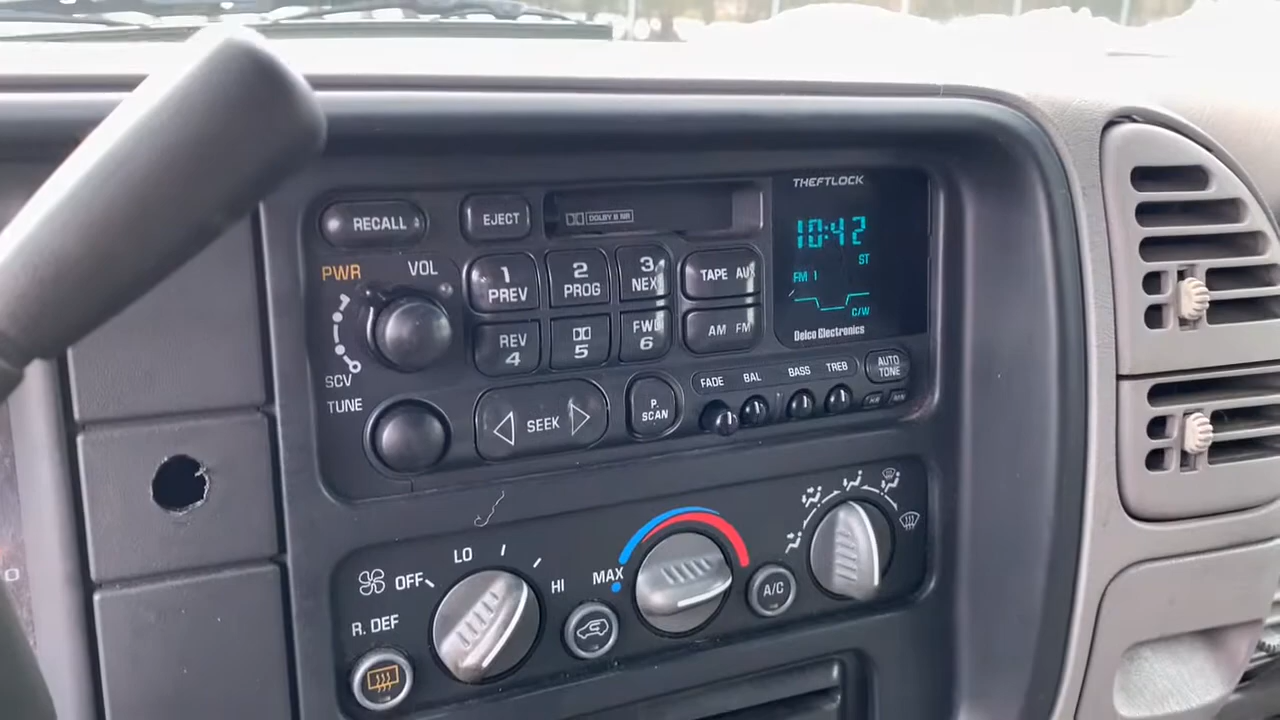 THEFTLOCK
RECALL
EJECT
DOLBY B NR
10:42
ST
PWR
VOL
1
PREV
2
PROG
3
NEXT
TAPE AUX
FM 1
C/W
REV
4
5
FWD
6
AM FM
Delco Electronics
SCV
TUNE
SEEK
P.
SCAN
FADE
BAL
BASS
TREB
AUTO
TONE
LO
OFF
HI
MAX
A/C
R. DEF